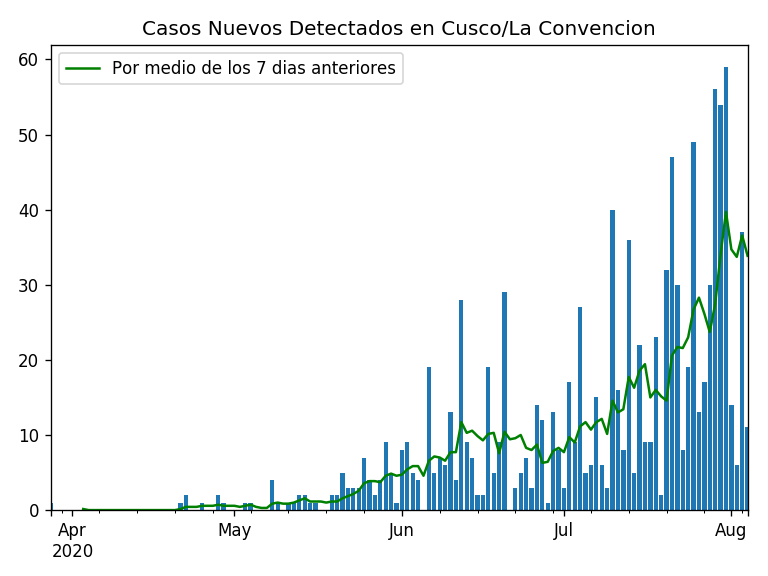 Casos Nuevos Detectados en Cusco/La Convencion
Por medio de los 7 dias anteriores
60
50
40
30
20
10
0
Apr May Jun Jul Aug
2020